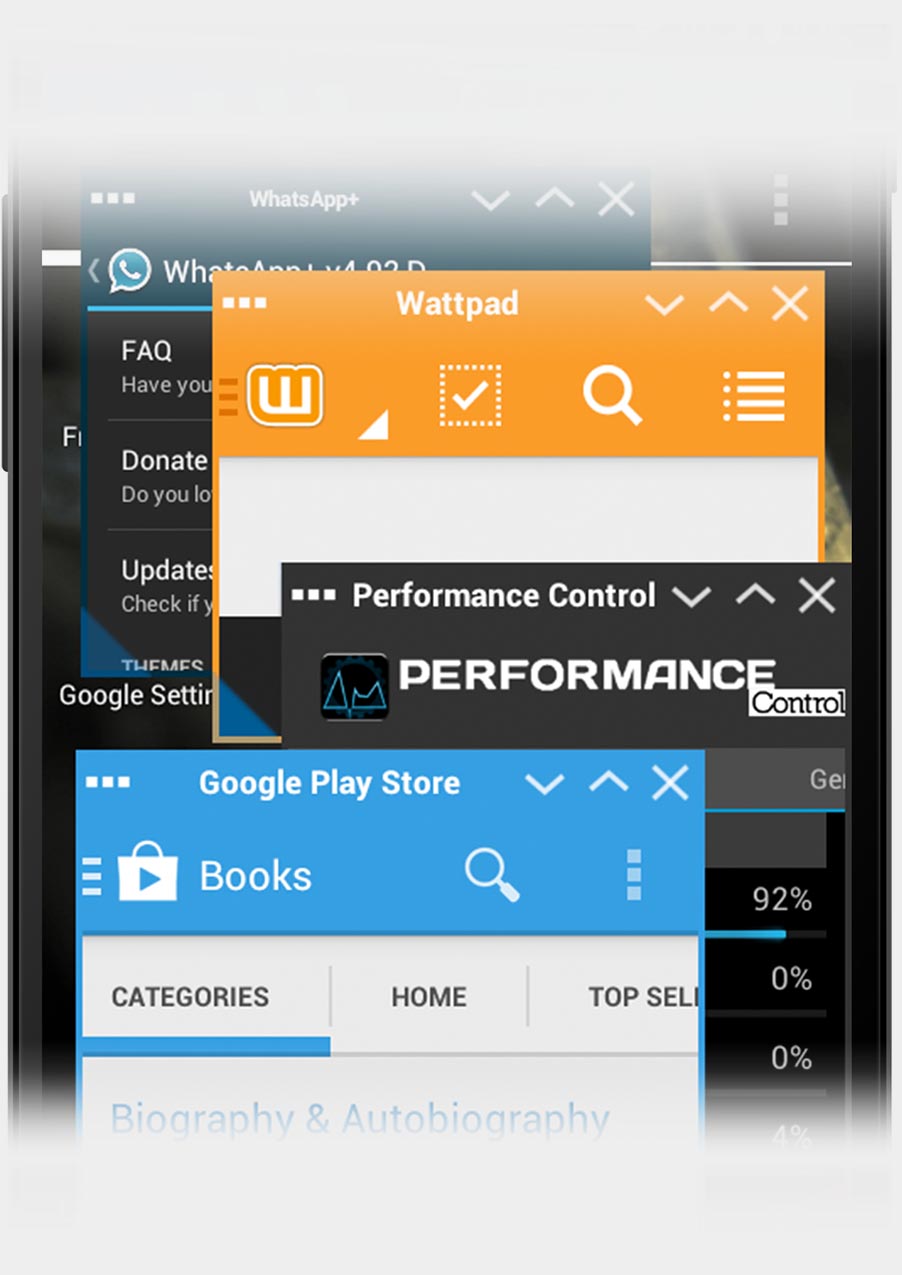 WhatsApp+
WhatsApp+ v4.92 D
FAQ
Have you
Donate
Do you lo
Updates
Check if y
THEMES
Fr
Google Settin
Wattpad
Performance Control
PERFORMANCE
Control
Ge
92%
0%
0%
4%
Google Play Store
Books
CATEGORIES
HOME
TOP SELL
Biography & Autobiography